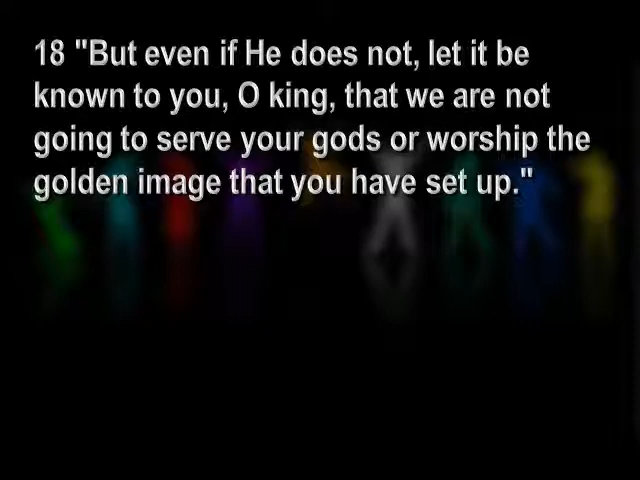 18 "But even if He does not, let it be
known to you, O king, that we are not
going to serve your gods or worship the
golden image that you have set up."